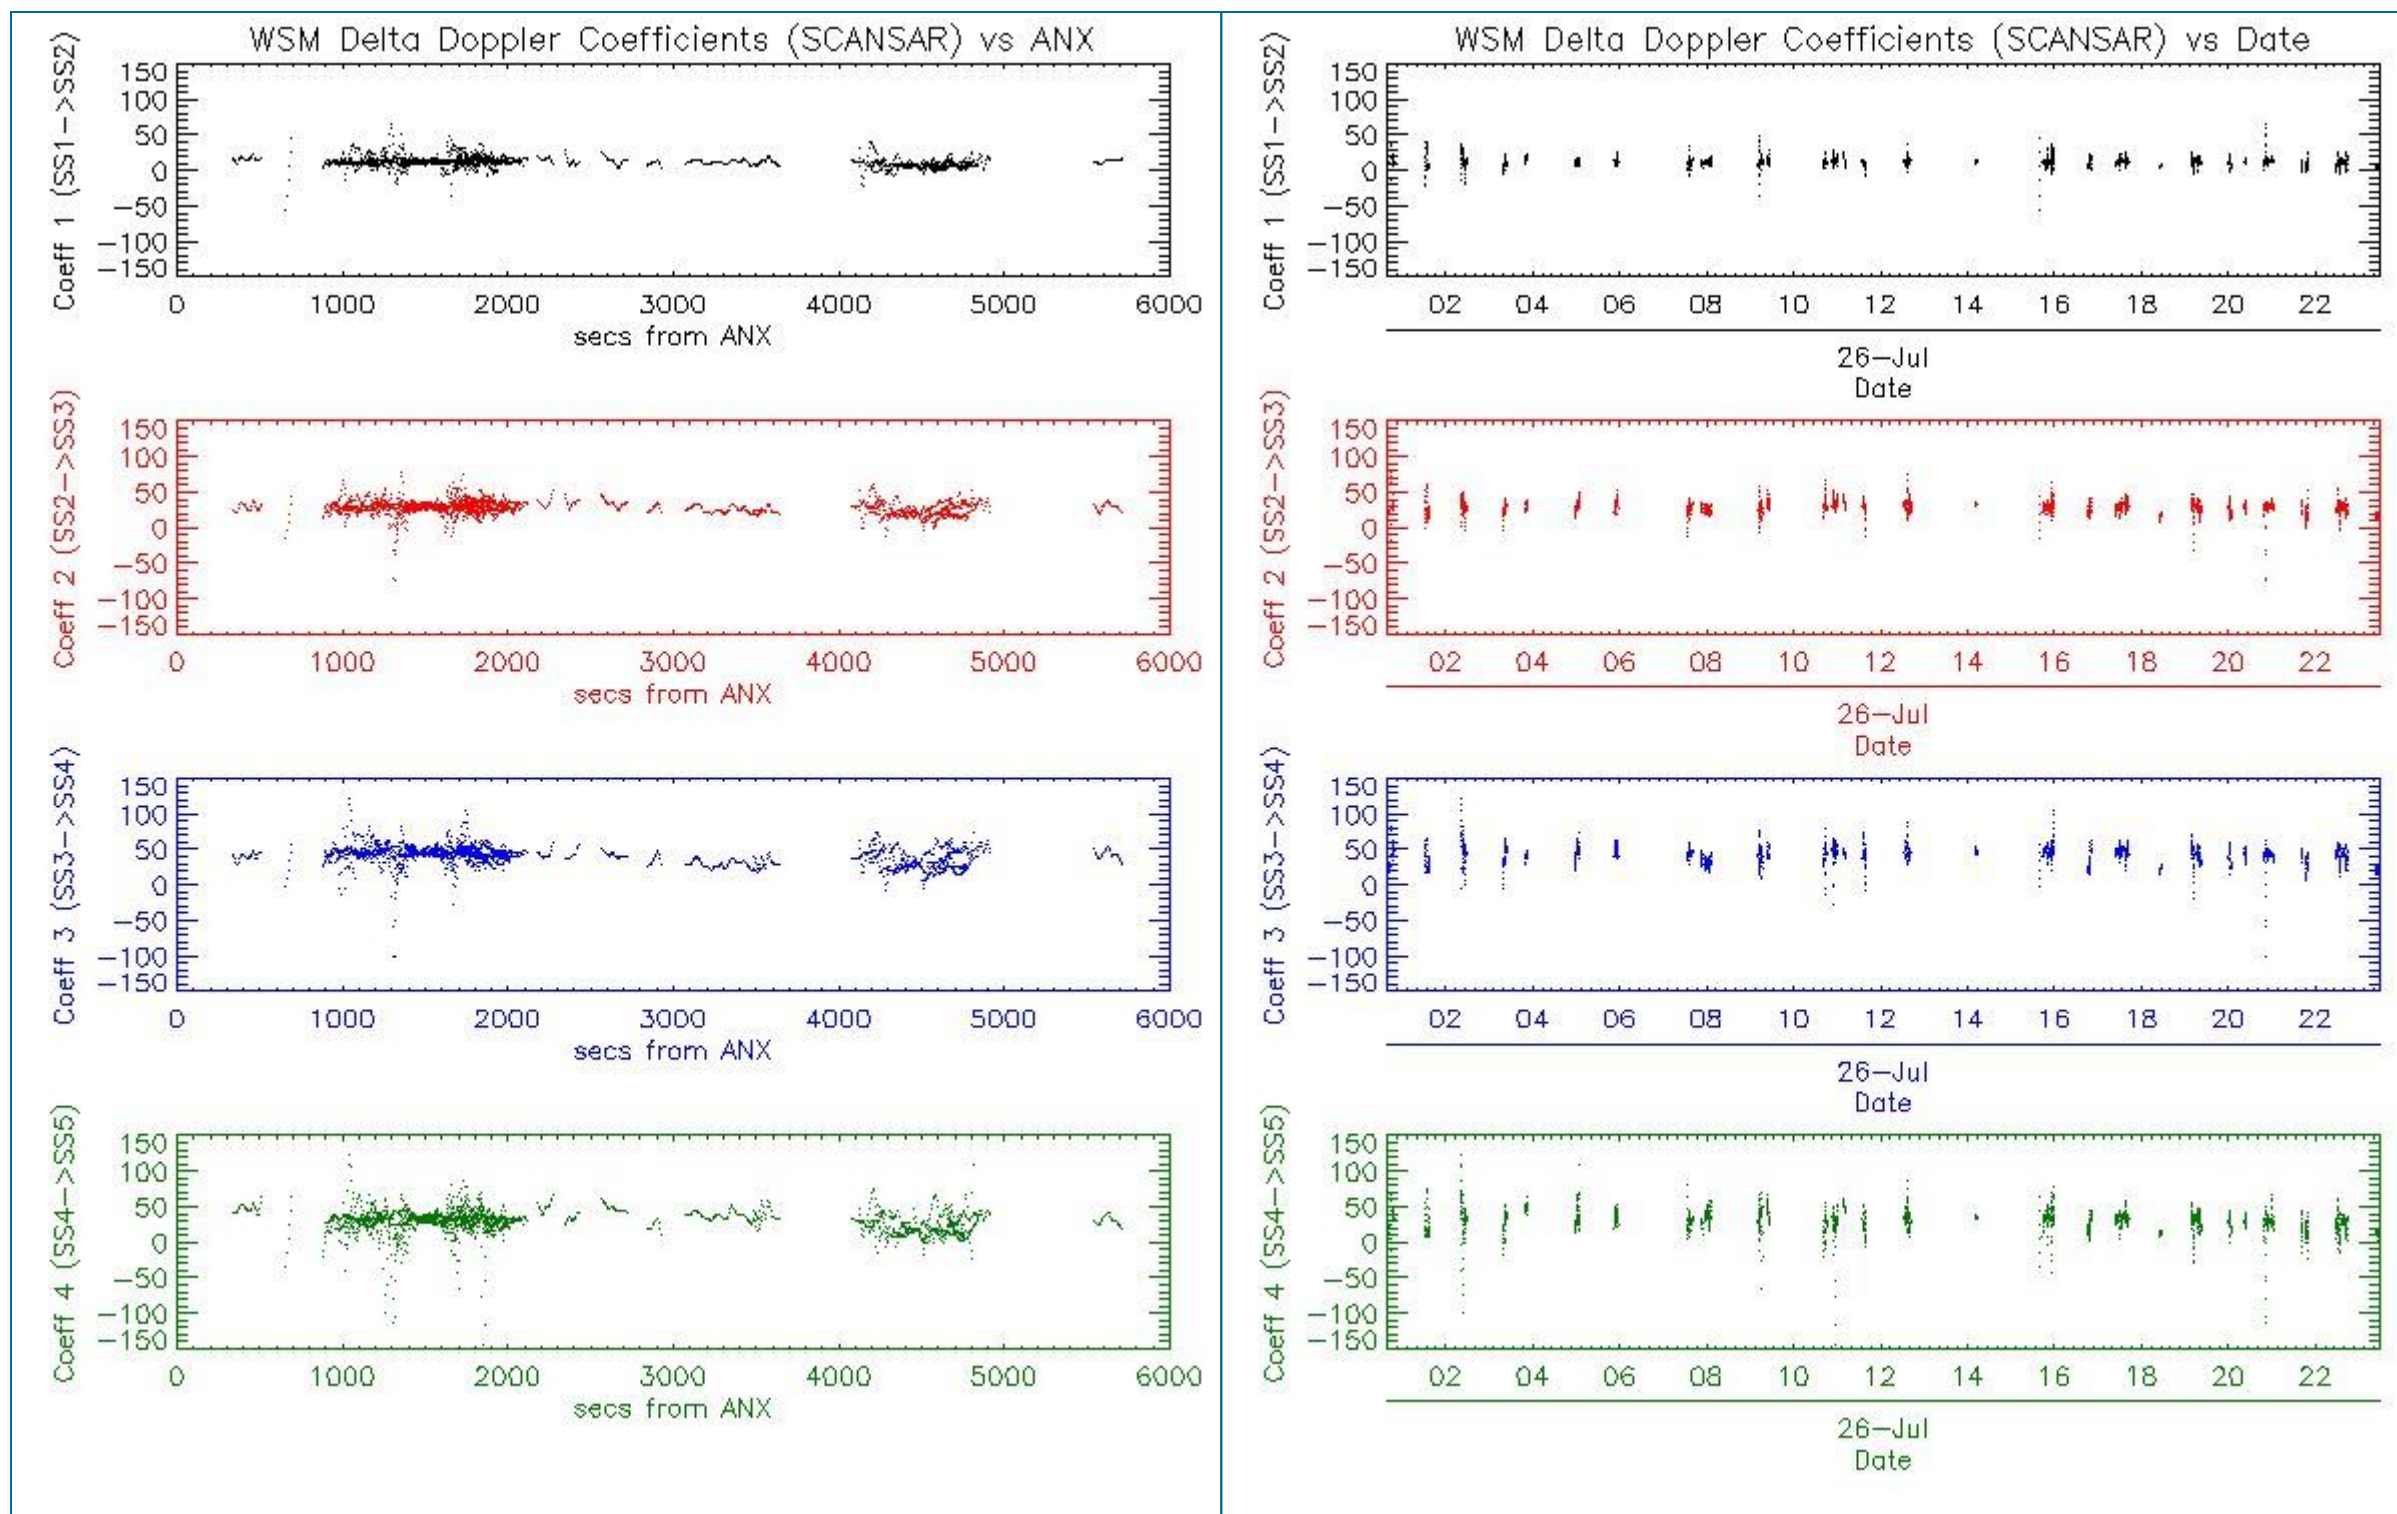 WSM Delta Doppler Coefficients (SCANSAR) vs ANX
Coeff 1 (SS1->SS2)
150
100
50
0
-50
-100
-150
0 1000 2000 3000 4000 5000 6000
secs from ANX
Coeff 2 (SS2->SS3)
150
100
50
0
-50
-100
-150
0 1000 2000 3000 4000 5000 6000
secs from ANX
Coeff 3 (SS3->SS4)
150
100
50
0
-50
-100
-150
0 1000 2000 3000 4000 5000 6000
secs from ANX
Coeff 4 (SS4->SS5)
150
100
50
0
-50
-100
-150
0 1000 2000 3000 4000 5000 6000
secs from ANX
WSM Delta Doppler Coefficients (SCANSAR) vs Date
Coeff 1 (SS1->SS2)
150
100
50
0
-50
-100
-150
02 04 06 08 10 12 14 16 18 20 22
26-Jul
Date
Coeff 2 (SS2->SS3)
150
100
50
0
-50
-100
-150
02 04 06 08 10 12 14 16 18 20 22
26-Jul
Date
Coeff 3 (SS3->SS4)
150
100
50
0
-50
-100
-150
02 04 06 08 10 12 14 16 18 20 22
26-Jul
Date
Coeff 4 (SS4->SS5)
150
100
50
0
-50
-100
-150
02 04 06 08 10 12 14 16 18 20 22
26-Jul
Date